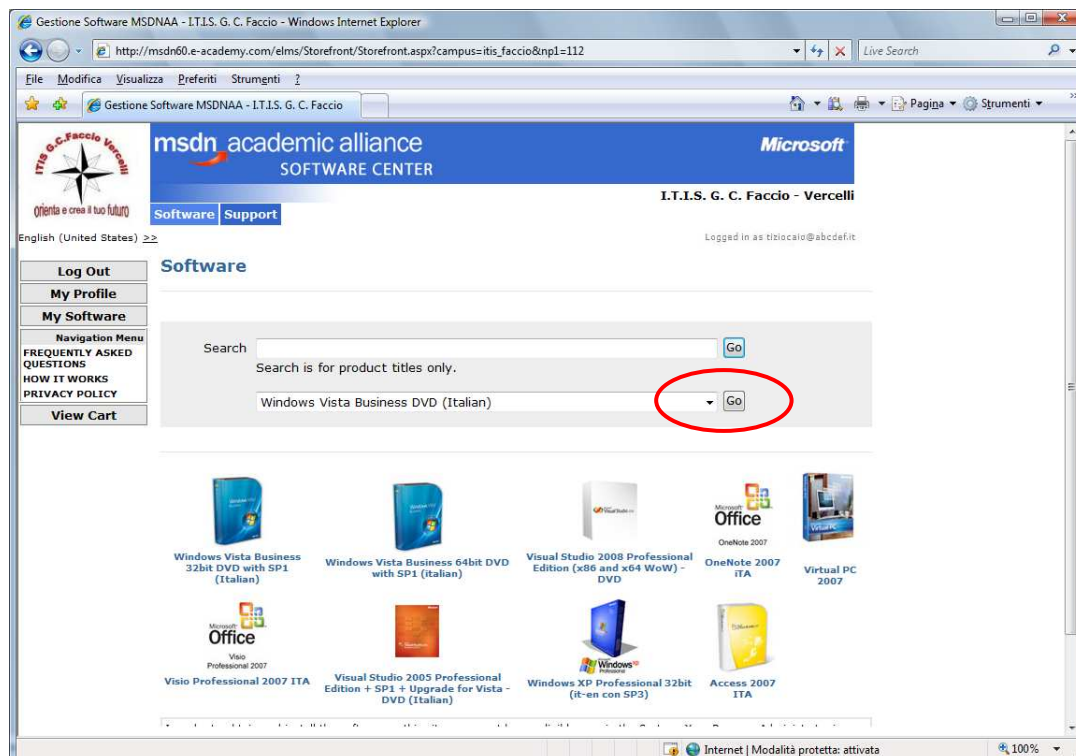 Gestione Software MSDNAA - I.T.I.S. G. C. Faccio - Windows Internet Explorer
http://msdn60.e-academy.com/elms/Storefront/Storefront.aspx?campus=itis_faccio&np1=112
Live Search
File Modifica Visualizza Preferiti Strumenti ?
Gestione Software MSDNAA - I.T.I.S. G. C. Faccio
Pagina Strumenti
ITIS G.C.Faccio Vercelli
orienta e crea il tuo futuro
msdn academic alliance
SOFTWARE CENTER
Microsoft
I.T.I.S. G. C. Faccio - Vercelli
Software Support
English (United States) >>
Logged in as tiziocaio@abcdef.it
Log Out
My Profile
My Software
Navigation Menu
FREQUENTLY ASKED
QUESTIONS
HOW IT WORKS
PRIVACY POLICY
View Cart
Software
Search
Go
Search is for product titles only.
Windows Vista Business DVD (Italian)
Go
Windows Vista Business
32bit DVD with SP1
(Italian)
Windows Vista Business 64bit DVD
with SP1 (italian)
Visual Studio 2008 Professional
Edition (x86 and x64 WoW) -
DVD
Microsoft
Office
OneNote 2007
OneNote 2007
iTA
Virtual PC
2007
Microsoft
Office
Visio
Professional 2007
Visio Professional 2007 ITA
Visual Studio 2005 Professional
Edition + SP1 + Upgrade for Vista -
DVD (Italian)
Windows XP
Professional
Windows XP Professional 32bit
(it-en con SP3)
Access 2007
ITA
Internet | Modalità protetta: attivata
100%